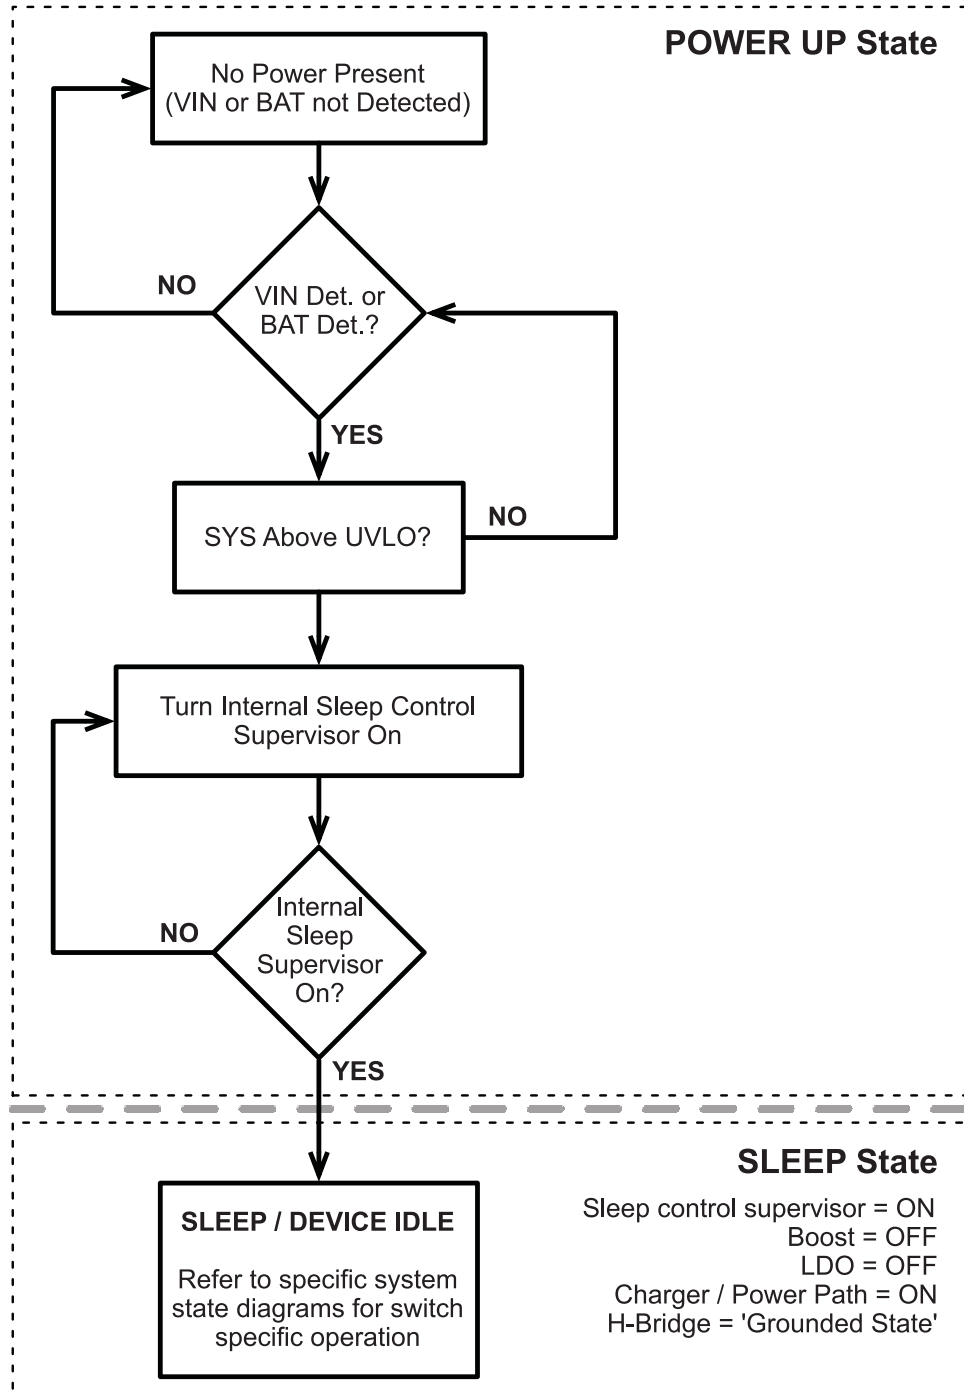 POWER UP State
No Power Present
(VIN or BAT not Detected)
NO
VIN Det. or
BAT Det.?
YES
SYS Above UVLO?
NO
Turn Internal Sleep Control
Supervisor On
Internal
Sleep
Supervisor
On?
NO
YES
SLEEP State
Sleep control supervisor = ON
Boost = OFF
LDO = OFF
Charger / Power Path = ON
H-Bridge = 'Grounded State'
SLEEP / DEVICE IDLE
Refer to specific system
state diagrams for switch
specific operation